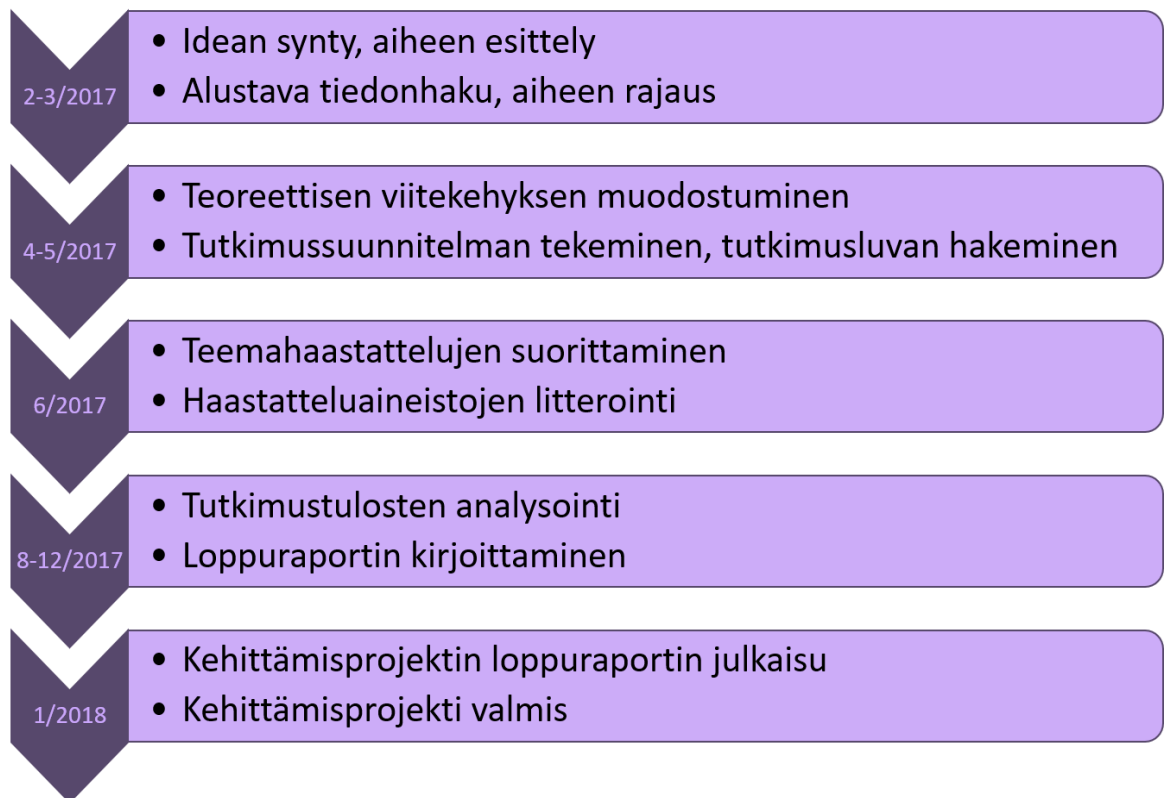 2-3/2017
• Idean synty, aiheen esittely
• Alustava tiedonhaku, aiheen rajaus
4-5/2017
• Teoreettisen viitekehyksen muodostuminen
• Tutkimussuunnitelman tekeminen, tutkimusluvan hakeminen
6/2017
• Teemahaastattelujen suorittaminen
• Haastatteluaineistojen litterointi
8-12/2017
• Tutkimustulosten analysointi
• Loppuraportin kirjoittaminen
1/2018
• Kehittämisprojektin loppuraportin julkaisu
• Kehittämisprojekti valmis